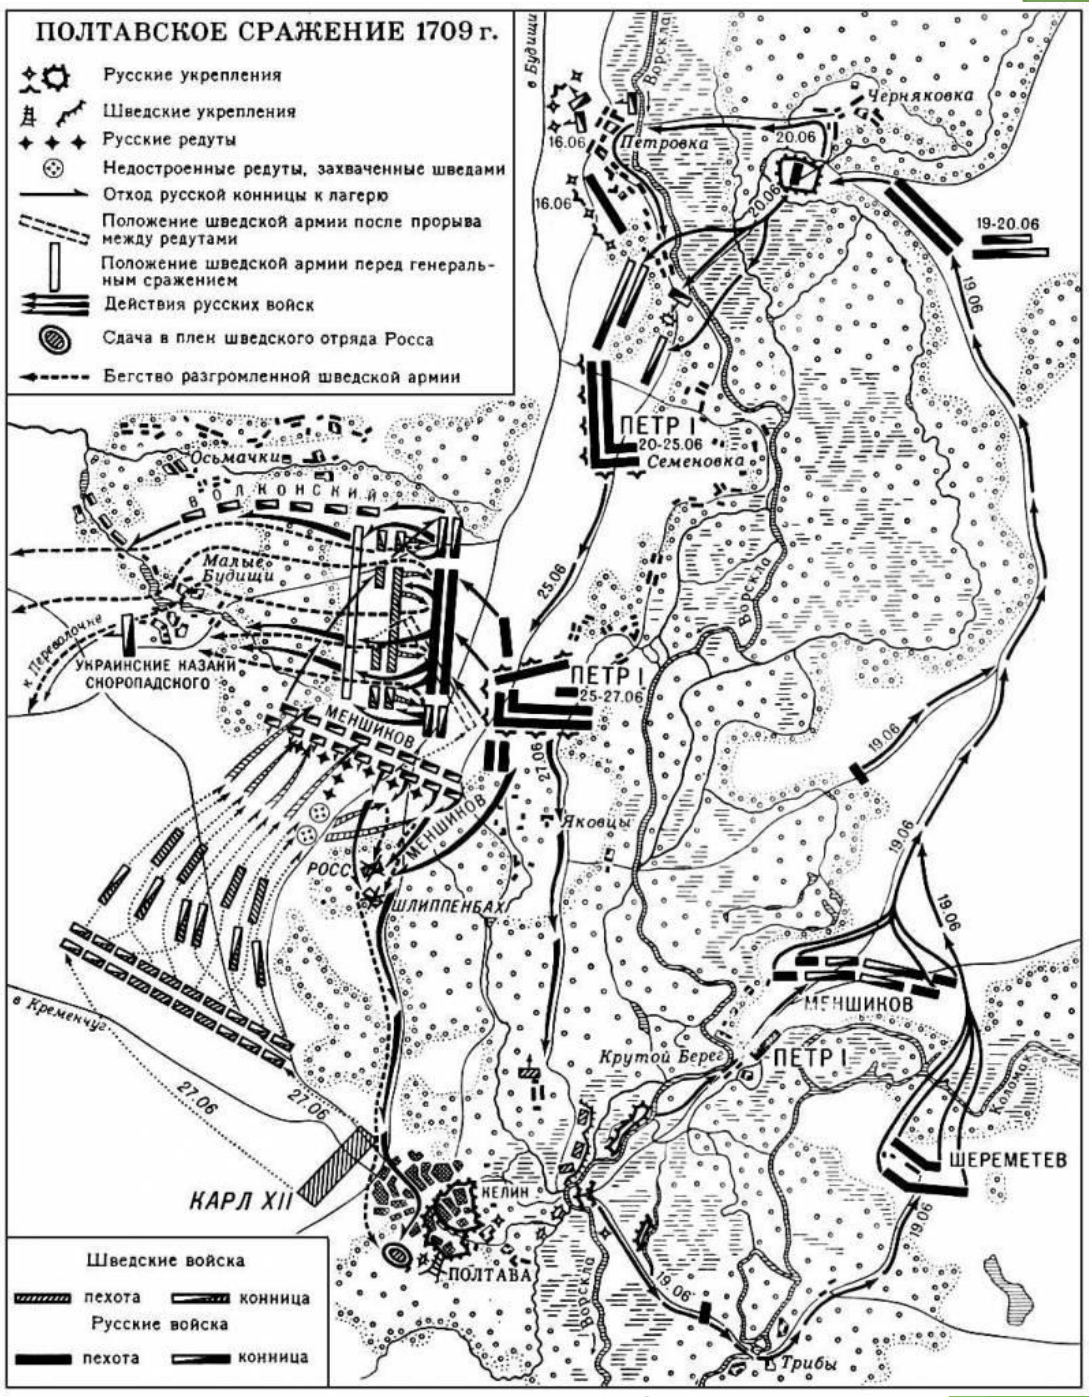 ПОЛТАВСКОЕ СРАЖЕНИЕ 1709 г.
Русские укрепления
Шведские укрепления
Русские редуты
Недостроенные редуты, захваченные шведами
Отход русской конницы к лагерю
Положение шведской армии после прорыва
между редутами
Положение шведской армии перед генераль-
ным сражением
Действия русских войск
Сдача в плен шведского отряда Росса
Бегство разгромленной шведской армии
в Будищи
Ворскла
Черняковка
20.06
16.06
Петровка
16.06
20.06
19-20.06
19.06
ПЕТР I
20-25.06
Семеновка
Осьмачки
ВОЛКОНСКИЙ
Малые
Будищи
25.06
Ворскла
к Переволочне
УКРАИНСКИЕ КАЗАКИ
СКОРОПАДСКОГО
ПЕТР I
25-27.06
МЕНШИКОВ
27.06
19.06
МЕНШИКОВ
Яковцы
19.06
РОСС
ШЛИППЕНБАХ
19.06
МЕНШИКОВ
в Кременчуг
Крутой Берег
ПЕТР I
Коломак
27.06
27.06
ШЕРЕМЕТЕВ
КАРЛ XII
КЕЛИН
19.06
ПОЛТАВА
19.06
Ворскла
Трибы
Шведские войска
пехота
конница
Русские войска
пехота
конница